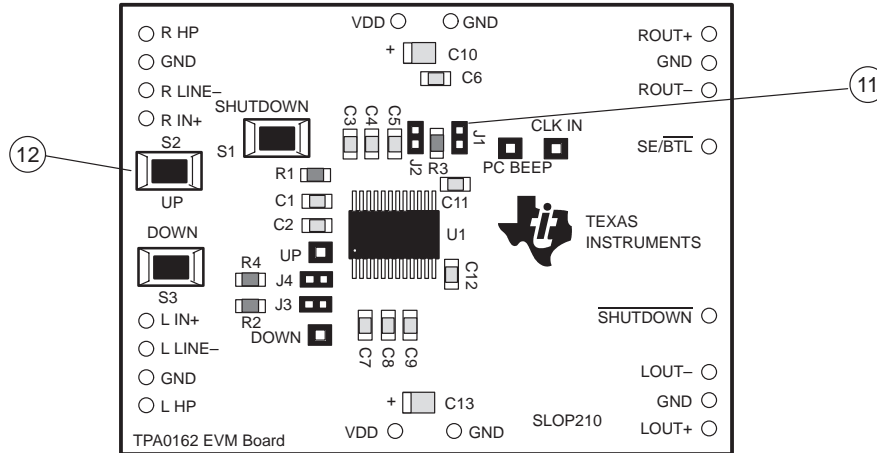 VDD
GND
R HP
GND
R LINE–
R IN+
S2
SHUTDOWN
S1
+
C10
C6
ROUT+
GND
ROUT–
11
12
UP
C3
C4
C5
J2
R3
J1
CLK IN
PC BEEP
SE/BTL
R1
C1
C2
C11
U1
TEXAS
INSTRUMENTS
DOWN
S3
UP
R4
J4
J3
R2
DOWN
C12
C7
C8
C9
SHUTDOWN
L IN+
L LINE–
GND
L HP
LOUT–
GND
LOUT+
+
C13
VDD
GND
SLOP210
TPA0162 EVM Board